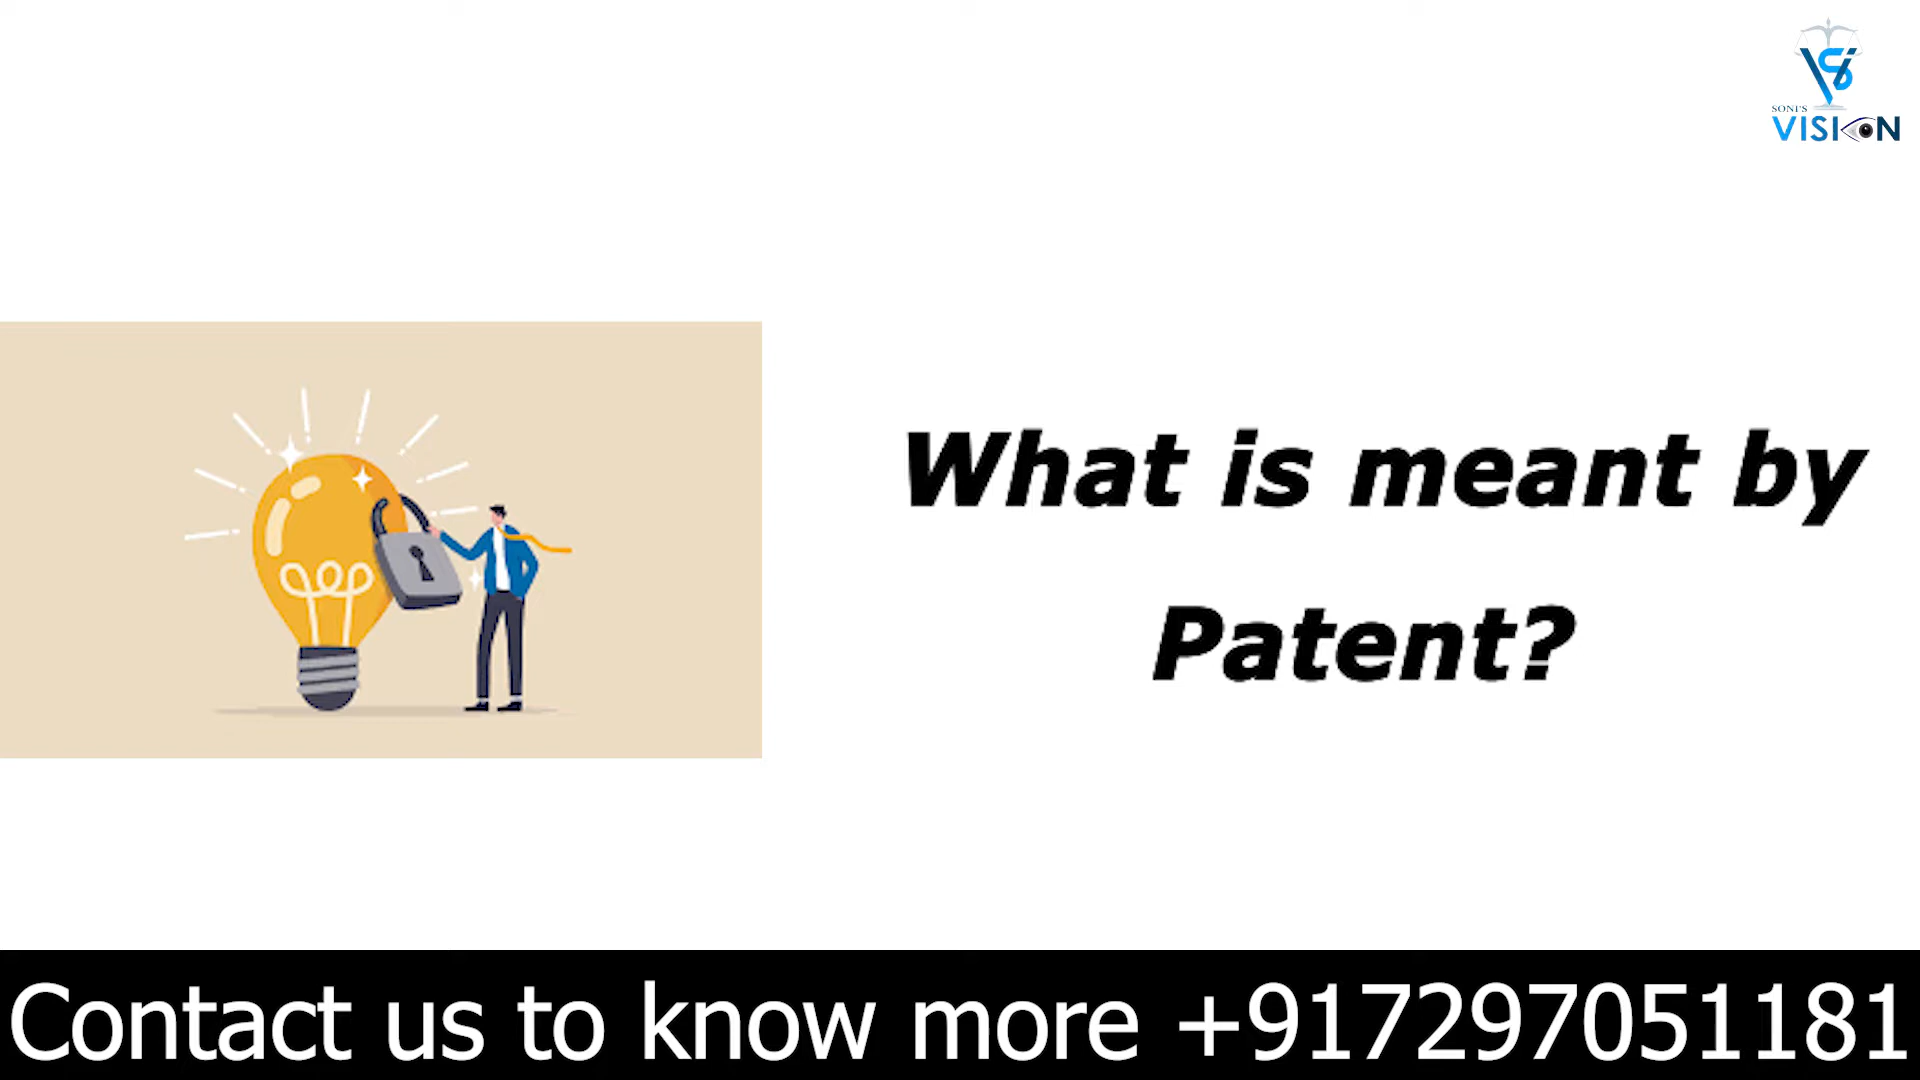 SONI'S
VISION
What is meant by
Patent?
Contact us to know more +917297051181